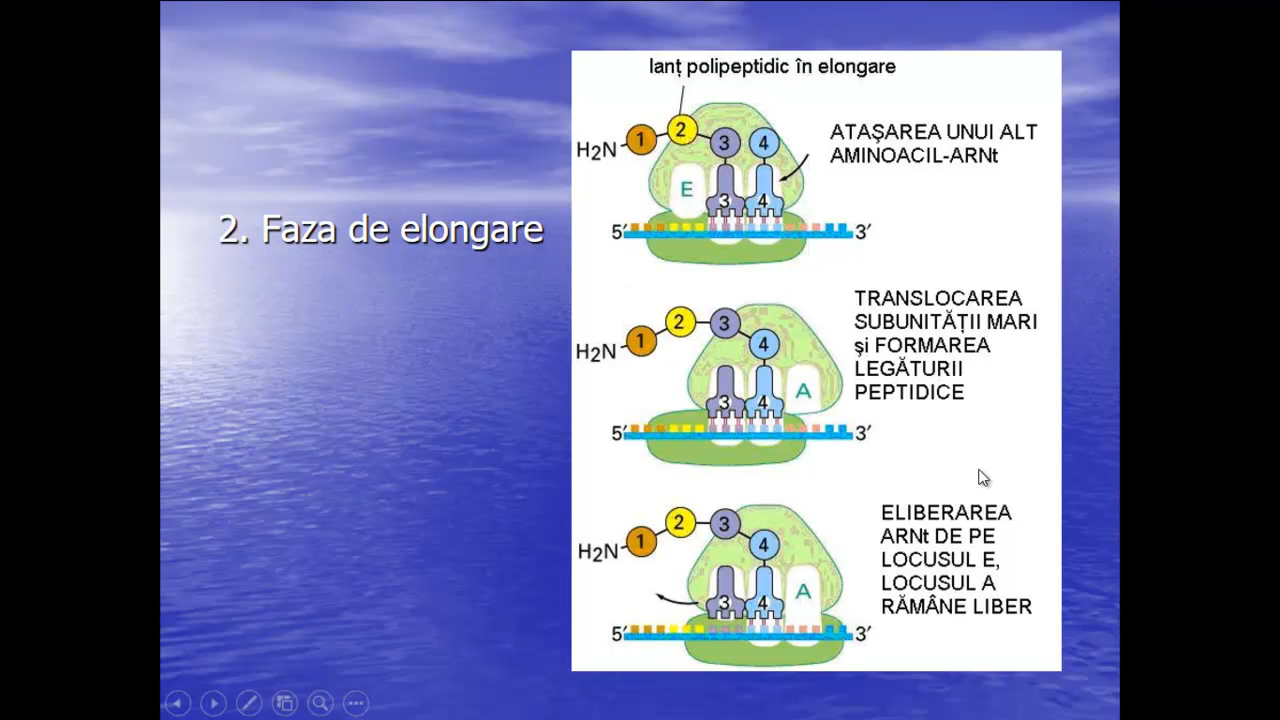 2. Faza de elongare
lanț polipeptidic în elongare
1
2
3
4
H₂N
E
3
4
5′
3′
ATAŞAREA UNUI ALT
AMINOACIL-ARNt
1
2
3
4
H₂N
3
4
A
5′
3′
TRANSLOCAREA
SUBUNITĂȚII MARI
şi FORMAREA
LEGĂTURII
PEPTIDICE
1
2
3
4
H₂N
3
4
A
5′
3′
ELIBERAREA
ARNt DE PE
LOCUSUL E,
LOCUSUL A
RĂMÂNE LIBER